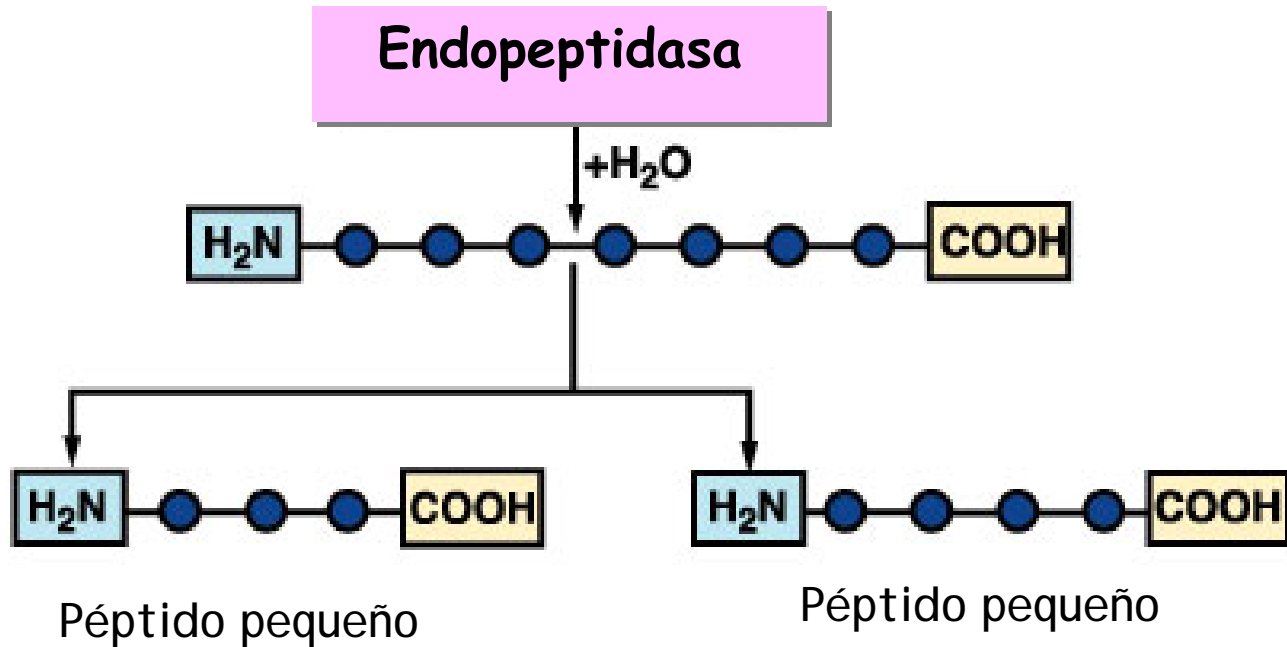 Endopeptidasa
+H₂O
H₂N COOH
H₂N COOH H₂N COOH
Péptido pequeño Péptido pequeño